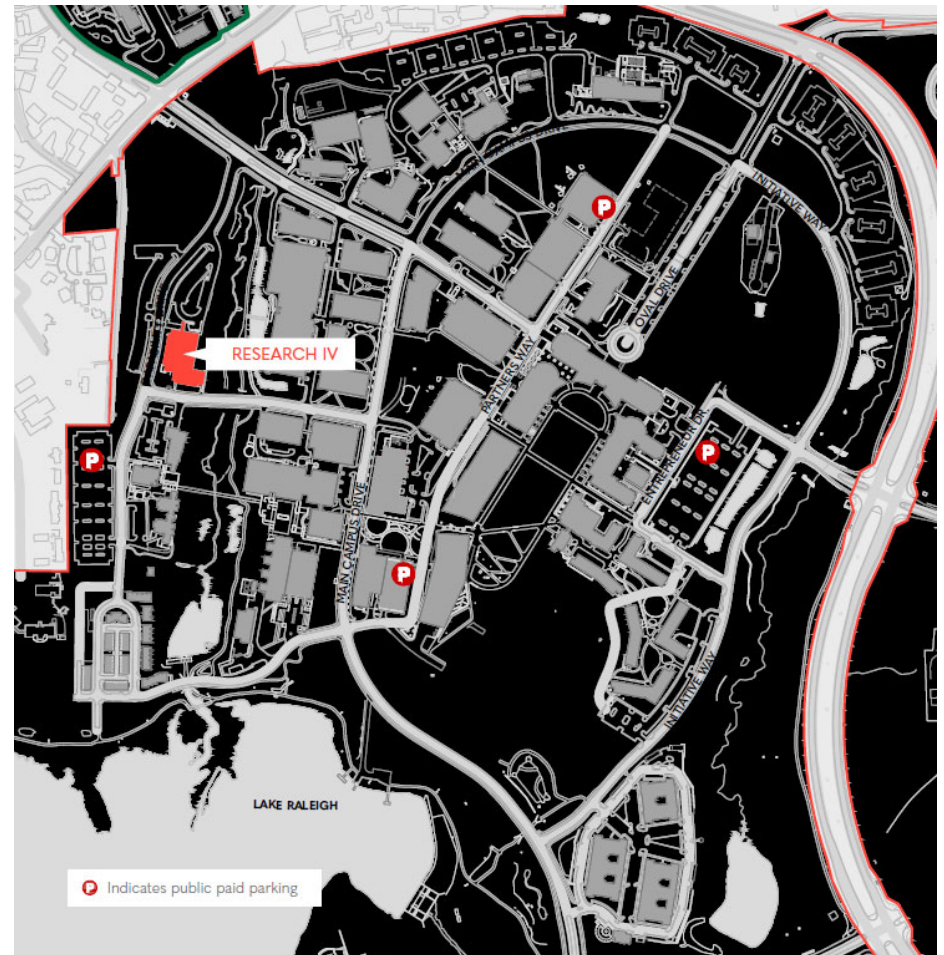 INITIATIVE WAY
P
OVAL DRIVE
RESEARCH IV
PARTNERS WAY
ENTREPRENEUR DR
P
P
MAIN CAMPUS DRIVE
P
INITIATIVE WAY
LAKE RALEIGH
P Indicates public paid parking